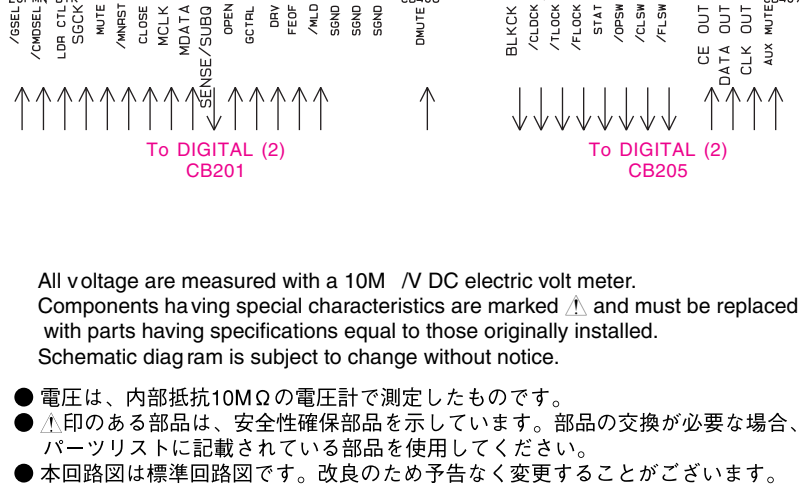 /GSEL
/CMDSEL
LDR CTL
SGCK
MUTE
/MNRST
CLOSE
MCLK
MDATA
SENSE/SUBQ
OPEN
GCTRL
DRV
FEOF
/MLD
SGND
SGND
SGND
DMUTE
BLKCK
/CLOCK
/TLOCK
/FLOCK
STAT
/OPSW
/CLSW
/FLSW
CE OUT
DATA OUT
CLK OUT
AUX MUTE
To DIGITAL (2)
CB201
To DIGITAL (2)
CB205
All voltage are measured with a 10M /V DC electric volt meter.
Components having special characteristics are marked ⚠ and must be replaced
with parts having specifications equal to those originally installed.
Schematic diagram is subject to change without notice.
● 電圧は、内部抵抗10MΩの電圧計で測定したものです。
● ⚠印のある部品は、安全性確保部品を示しています。部品の交換が必要な場合、
パーツリストに記載されている部品を使用してください。
● 本回路図は標準回路図です。改良のため予告なく変更することがございます。